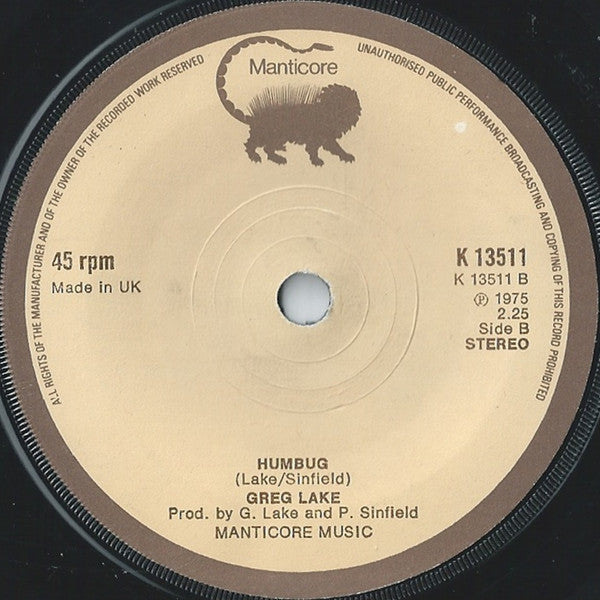 Manticore
ALL RIGHTS OF THE MANUFACTURER AND OF THE OWNER OF THE RECORDED WORK RESERVED
UNAUTHORISED PUBLIC PERFORMANCE BROADCASTING AND COPYING OF THIS RECORD PROHIBITED
45 rpm
Made in UK
K 13511
K 13511 B
Ⓟ 1975
2.25
Side B
STEREO
HUMBUG
(Lake/Sinfield)
GREG LAKE
Prod. by G. Lake and P. Sinfield
MANTICORE MUSIC